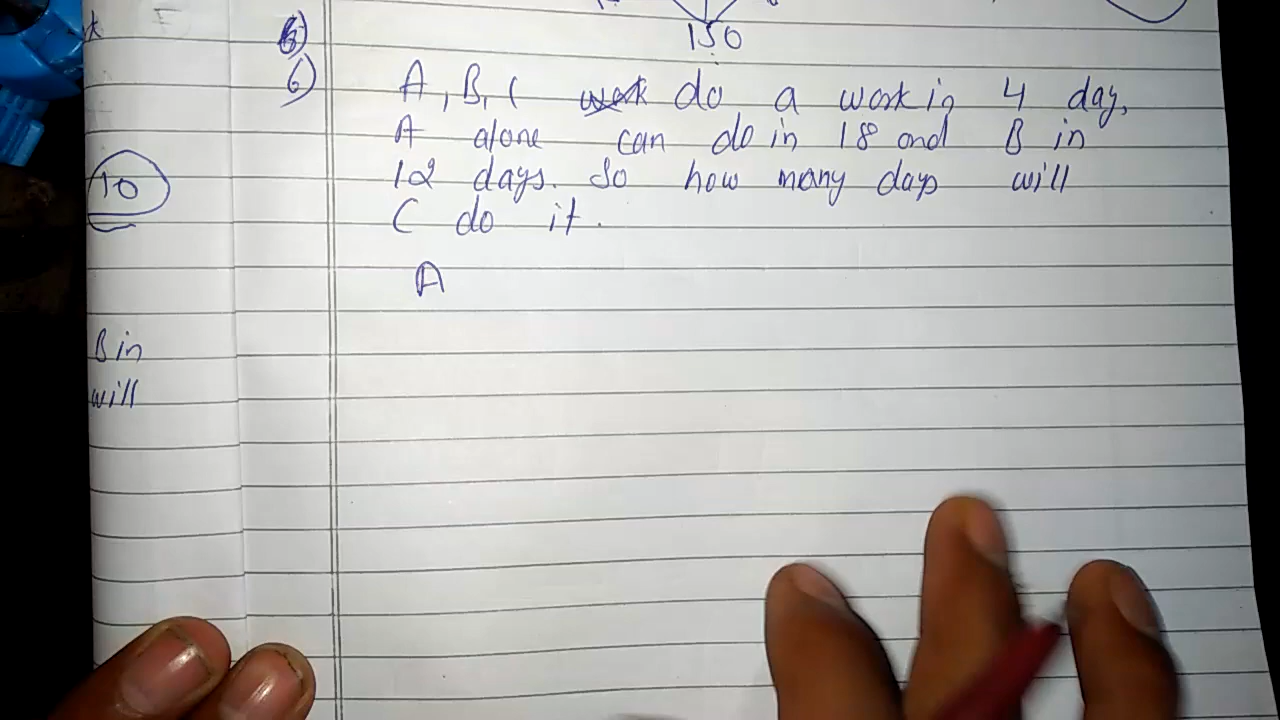 150
5)
6) A, B, C work do a work in 4 day,
A alone can do in 18 and B in
12 days. So how many days will
C do it.
A
10
B in
will